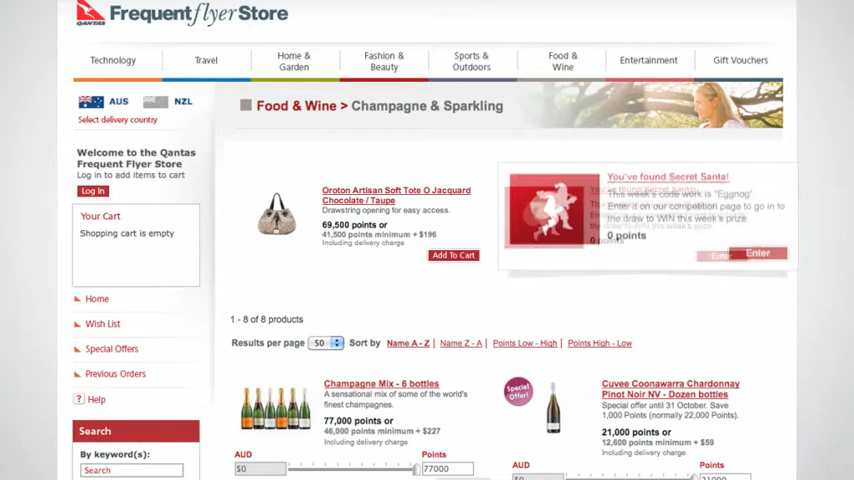 QANTAS
FrequentflyerStore
Technology
Travel
Home &
Garden
Fashion &
Beauty
Sports &
Outdoors
Food &
Wine
Entertainment
Gift Vouchers
AUS
NZL
Select delivery country
Food & Wine > Champagne & Sparkling
Welcome to the Qantas
Frequent Flyer Store
Log in to add items to cart
Log In
Your Cart
Shopping cart is empty
Home
Wish List
Special Offers
Previous Orders
? Help
Search
By keyword(s):
Search
Oroton Artisan Soft Tote O Jacquard
Chocolate / Taupe
Drawstring opening for easy access.
69,500 points or
41,500 points minimum + $196
Including delivery charge
Add To Cart
You've found Secret Santa!
This week's code work is "Eggnog".
Enter it on our competition page to go in to
the draw to WIN this week's prize.
0 points
Enter
1 - 8 of 8 products
Results per page 50 Sort by Name A - Z | Name Z - A | Points Low - High | Points High - Low
Champagne Mix - 6 bottles
A sensational mix of some of the world's
finest champagnes.
77,000 points or
46,000 points minimum + $227
Including delivery charge
AUD
Points
$0
77000
Special
Offer!
Cuvee Coonawarra Chardonnay
Pinot Noir NV - Dozen bottles
Special offer until 31 October. Save
1,000 Points (normally 22,000 Points).
21,000 points or
12,600 points minimum + $59
Including delivery charge
AUD
Points
$0
21000